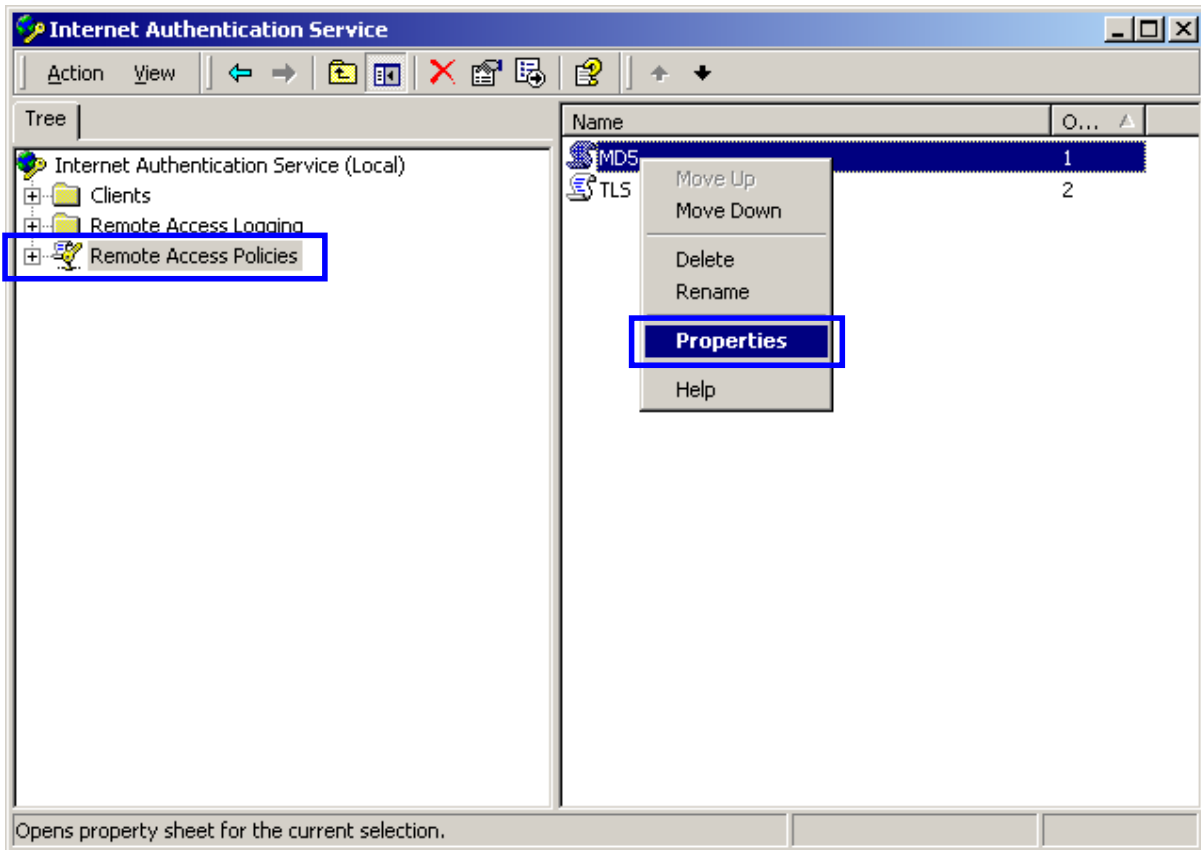 Internet Authentication Service
Action View
Tree
Name O...
Internet Authentication Service (Local)
Clients
Remote Access Logging
Remote Access Policies
MD5 1
TLS 2
Move Up
Move Down
Delete
Rename
Properties
Help
Opens property sheet for the current selection.